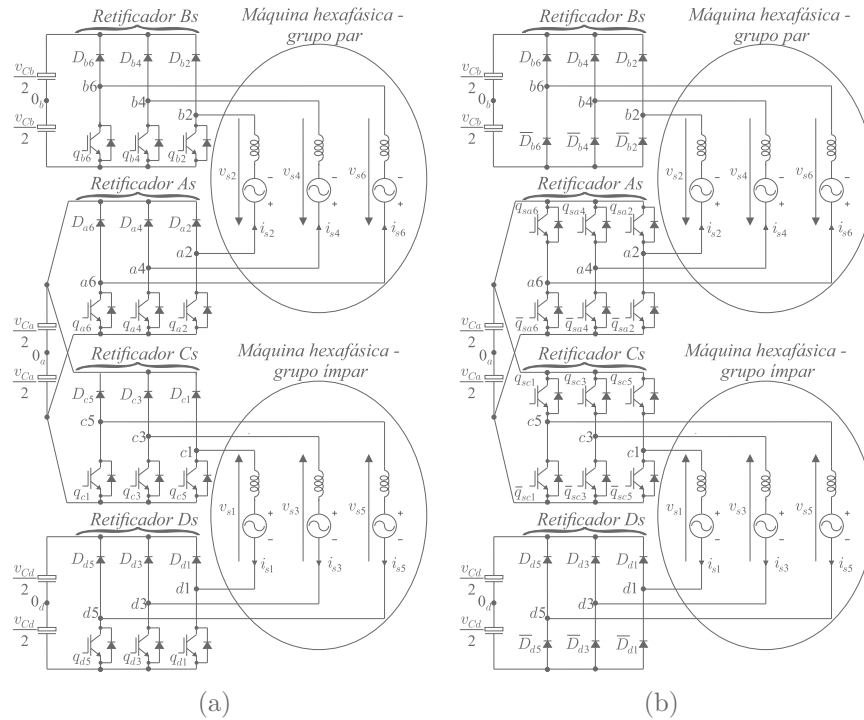 Retificador Bs
Máquina hexafásica -
grupo par
v_Cb/2
0_b
v_Cb/2
D_b6 D_b4 D_b2
b6
b4
b2
q_b6 q_b4 q_b2
v_s2 v_s4 v_s6
- - -
+ + +
i_s2 i_s4 i_s6
Retificador As
D_a6 D_a4 D_a2
a2
a4
a6
q_a6 q_a4 q_a2
v_Ca/2
0_a
v_Ca/2
Retificador Cs
Máquina hexafásica -
grupo ímpar
D_c5 D_c3 D_c1
c5
c3
c1
q_c1 q_c3 q_c5
v_s1 v_s3 v_s5
+ + +
- - -
i_s1 i_s3 i_s5
Retificador Ds
v_Cd/2
0_d
v_Cd/2
D_d5 D_d3 D_d1
d1
d3
d5
q_d5 q_d3 q_d1
(a)
Retificador Bs
Máquina hexafásica -
grupo par
v_Cb/2
0_b
v_Cb/2
D_b6 D_b4 D_b2
b6
b4
b2
D̅_b6 D̅_b4 D̅_b2
v_s2 v_s4 v_s6
- - -
+ + +
i_s2 i_s4 i_s6
Retificador As
q_sa6 q_sa4 q_sa2
a2
a4
a6
q̅_sa6 q̅_sa4 q̅_sa2
v_Ca/2
0_a
v_Ca/2
Retificador Cs
Máquina hexafásica -
grupo ímpar
q_sc1 q_sc3 q_sc5
c5
c3
c1
q̅_sc1 q̅_sc3 q̅_sc5
v_s1 v_s3 v_s5
+ + +
- - -
i_s1 i_s3 i_s5
Retificador Ds
v_Cd/2
0_d
v_Cd/2
D_d5 D_d3 D_d1
d1
d3
d5
D̅_d5 D̅_d3 D̅_d1
(b)